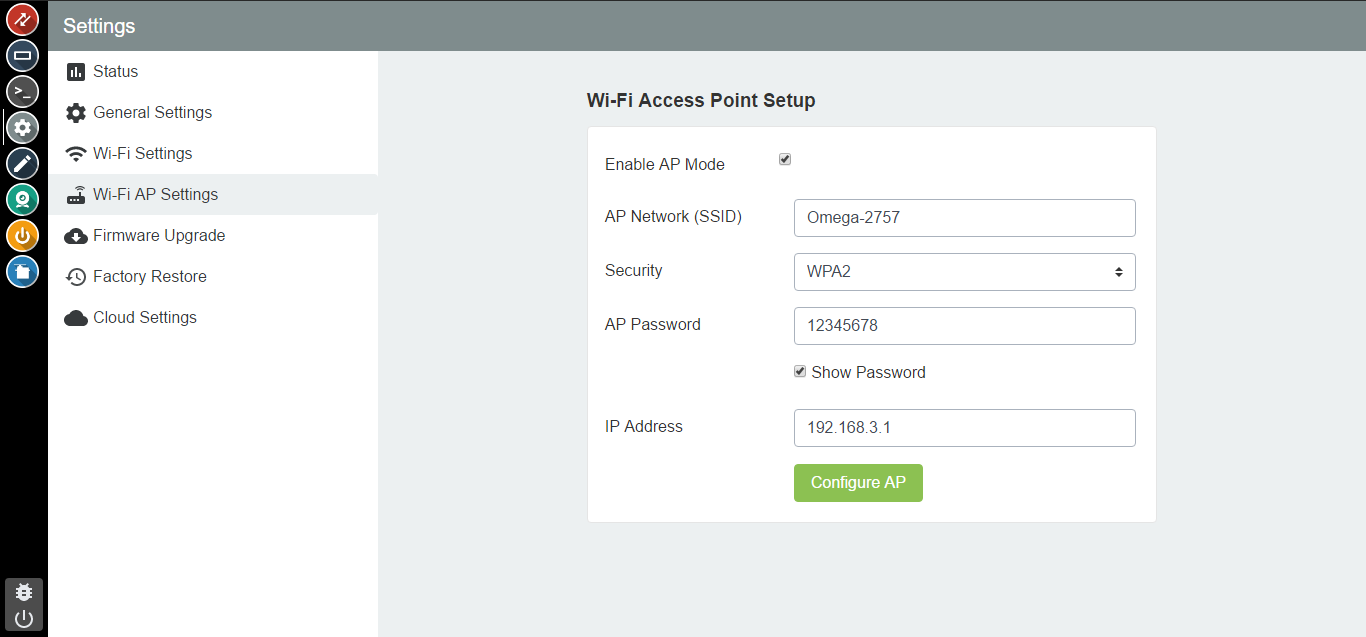 Settings
Status
General Settings
Wi-Fi Settings
Wi-Fi AP Settings
Firmware Upgrade
Factory Restore
Cloud Settings
Wi-Fi Access Point Setup
Enable AP Mode
AP Network (SSID) Omega-2757
Security WPA2
AP Password 12345678
Show Password
IP Address 192.168.3.1
Configure AP